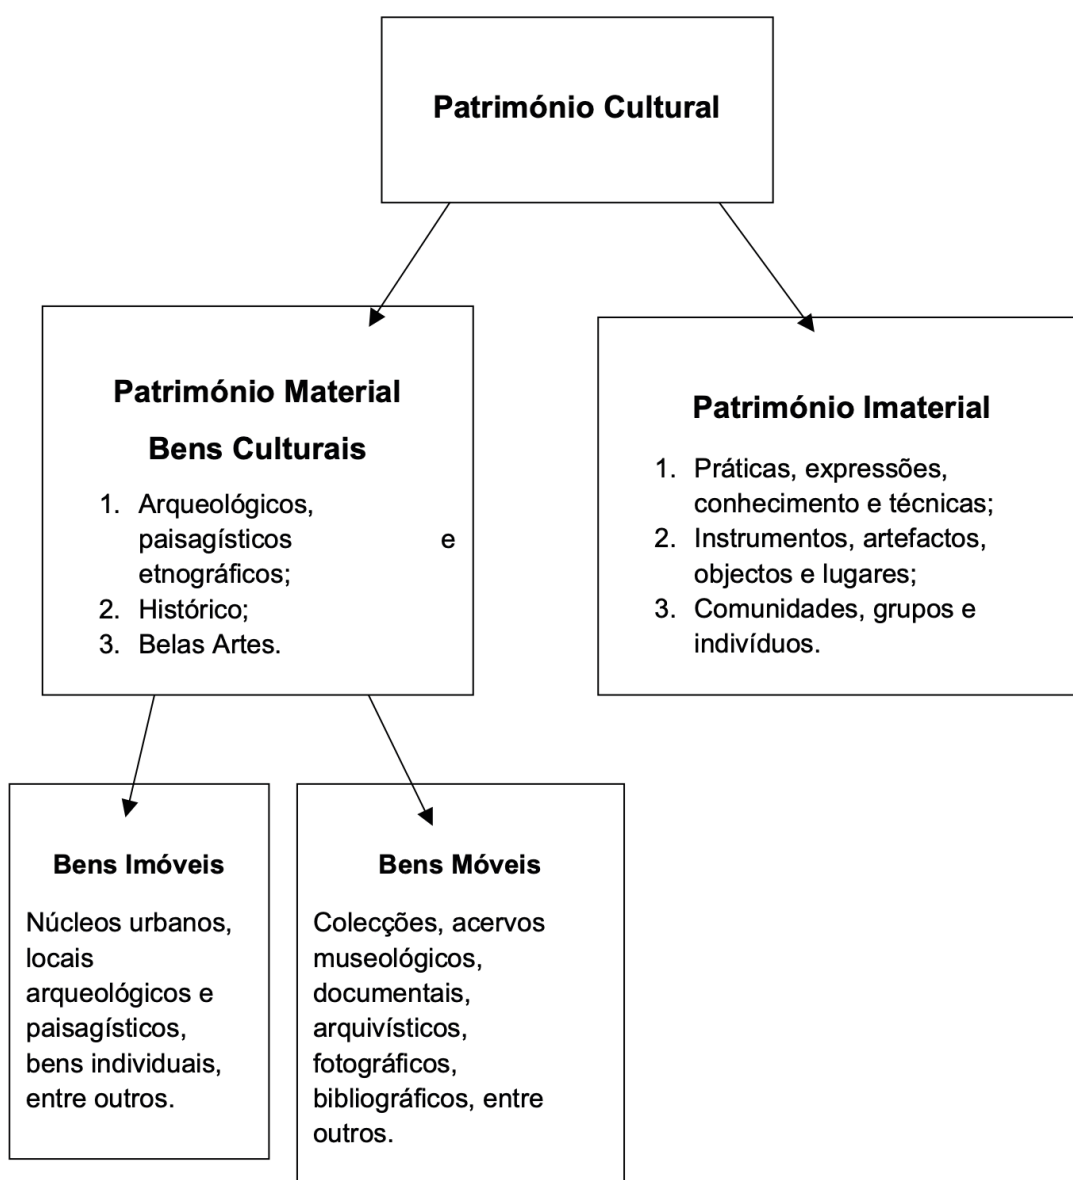 Património Cultural
Património Material
Bens Culturais
1. Arqueológicos,
paisagísticos e
etnográficos;
2. Histórico;
3. Belas Artes.
Património Imaterial
1. Práticas, expressões,
conhecimento e técnicas;
2. Instrumentos, artefactos,
objectos e lugares;
3. Comunidades, grupos e
indivíduos.
Bens Imóveis
Núcleos urbanos,
locais
arqueológicos e
paisagísticos,
bens individuais,
entre outros.
Bens Móveis
Colecções, acervos
museológicos,
documentais,
arquivísticos,
fotográficos,
bibliográficos, entre
outros.